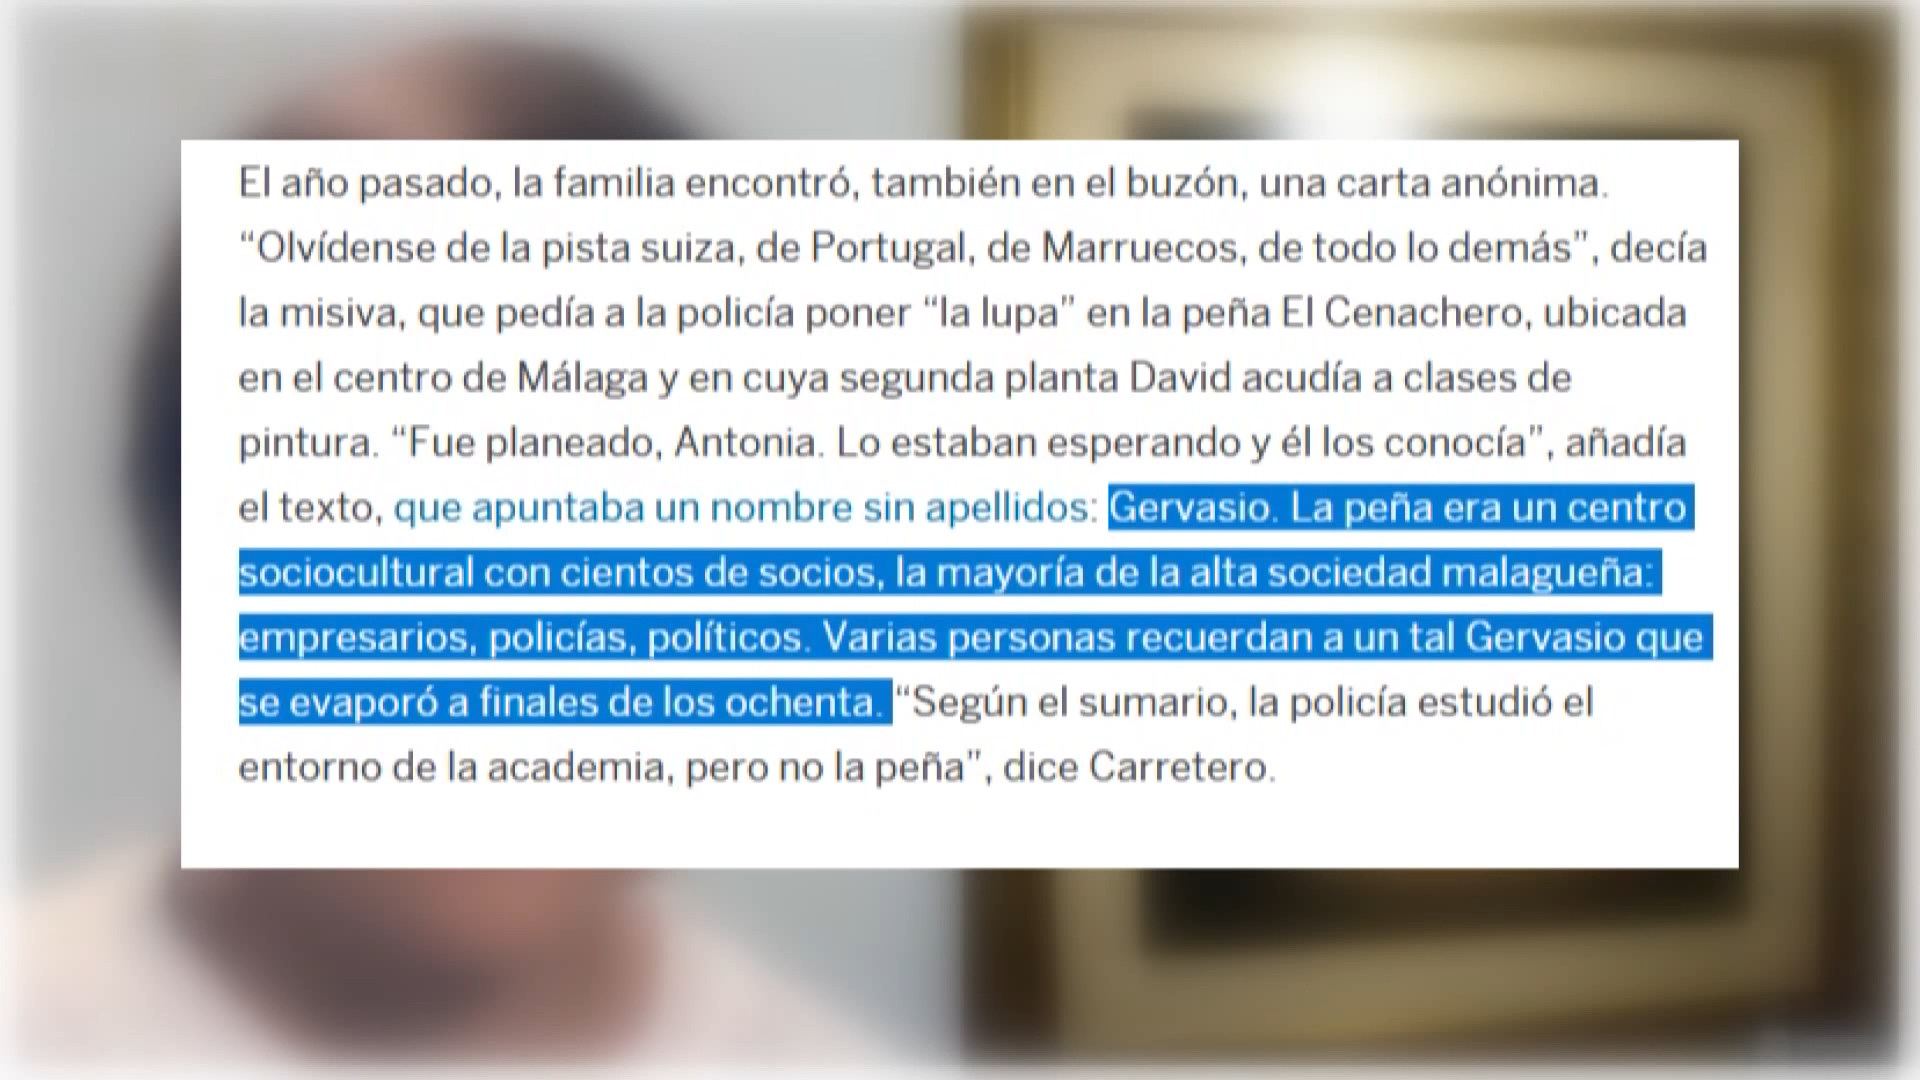 El año pasado, la familia encontró, también en el buzón, una carta anónima.
“Olvídense de la pista suiza, de Portugal, de Marruecos, de todo lo demás”, decía
la misiva, que pedía a la policía poner “la lupa” en la peña El Cenachero, ubicada
en el centro de Málaga y en cuya segunda planta David acudía a clases de
pintura. “Fue planeado, Antonia. Lo estaban esperando y él los conocía”, añadía
el texto, que apuntaba un nombre sin apellidos: Gervasio. La peña era un centro
sociocultural con cientos de socios, la mayoría de la alta sociedad malagueña:
empresarios, policías, políticos. Varias personas recuerdan a un tal Gervasio que
se evaporó a finales de los ochenta. “Según el sumario, la policía estudió el
entorno de la academia, pero no la peña”, dice Carretero.